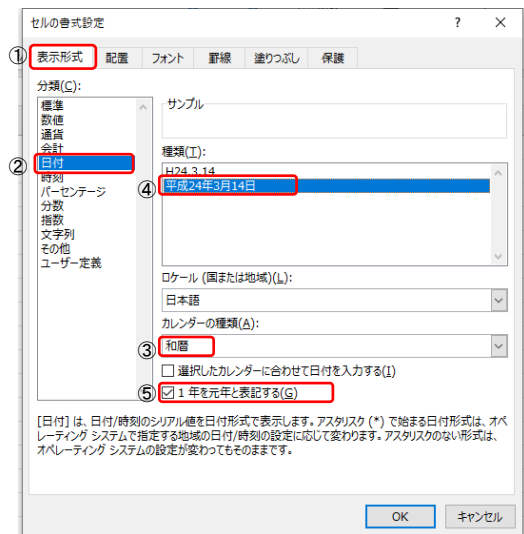 セルの書式設定 ? ×
① 表示形式 配置 フォント 罫線 塗りつぶし 保護
分類(C):
標準
数値
通貨
会計
② 日付
時刻
パーセンテージ
分数
指数
文字列
その他
ユーザー定義
サンプル
種類(T):
H24.3.14
④ 平成24年3月14日
ロケール (国または地域)(L):
日本語
カレンダーの種類(A):
③ 和暦
選択したカレンダーに合わせて日付を入力する(I)
⑤ 1 年を元年と表記する(G)
[日付] は、日付/時刻のシリアル値を日付形式で表示します。アスタリスク (*) で始まる日付形式は、オペ
レーティング システムで指定する地域の日付/時刻の設定に応じて変わります。アスタリスクのない形式は、
オペレーティング システムの設定が変わってもそのままです。
OK キャンセル